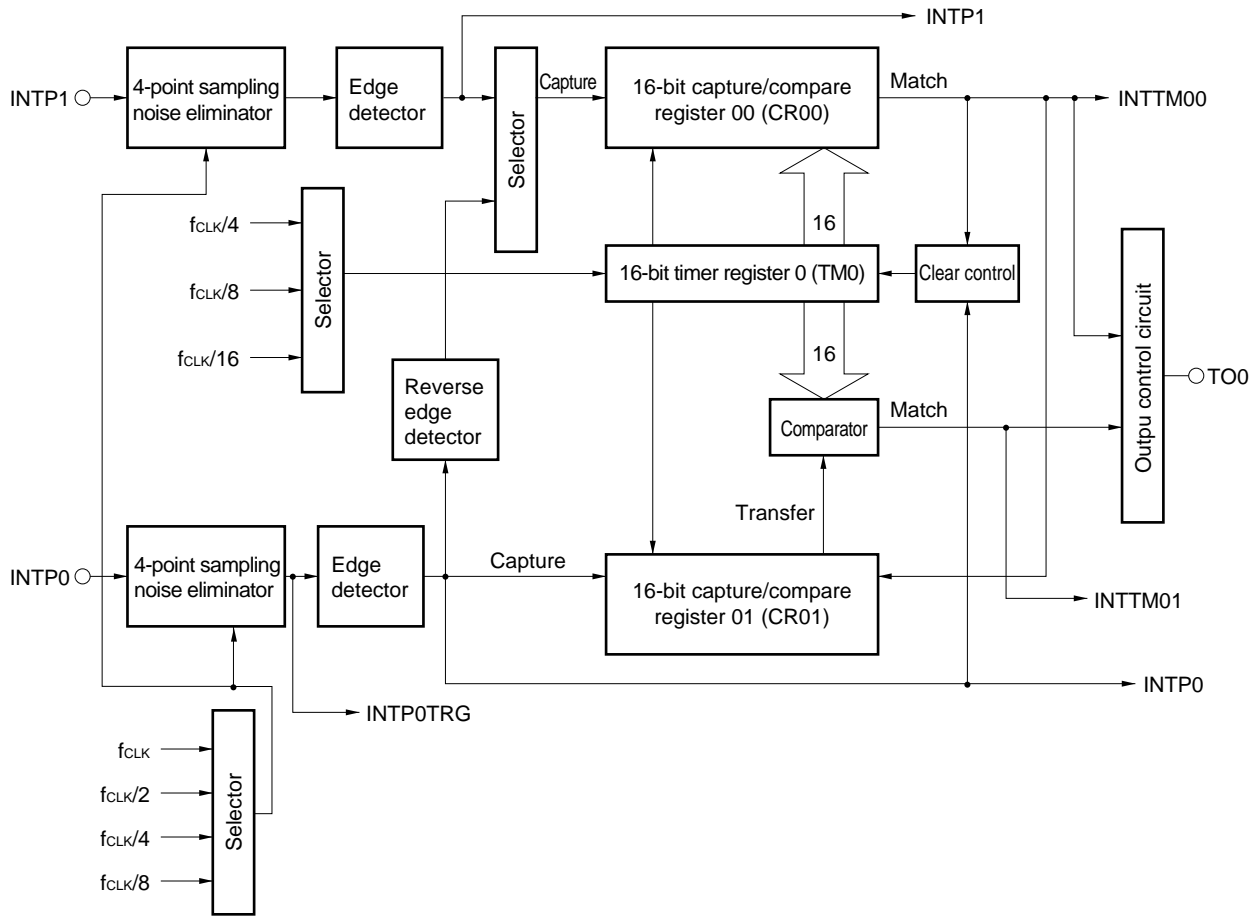 INTP1
INTP1
4-point sampling
noise eliminator
Edge
detector
Selector
Capture
16-bit capture/compare
register 00 (CR00)
Match
INTTM00
fCLK/4
fCLK/8
fCLK/16
Selector
16
16-bit timer register 0 (TM0)
Clear control
16
Outpu control circuit
TO0
Reverse
edge
detector
Comparator
Match
Transfer
INTP0
4-point sampling
noise eliminator
Edge
detector
Capture
16-bit capture/compare
register 01 (CR01)
INTTM01
INTP0
INTP0TRG
fCLK
fCLK/2
fCLK/4
fCLK/8
Selector